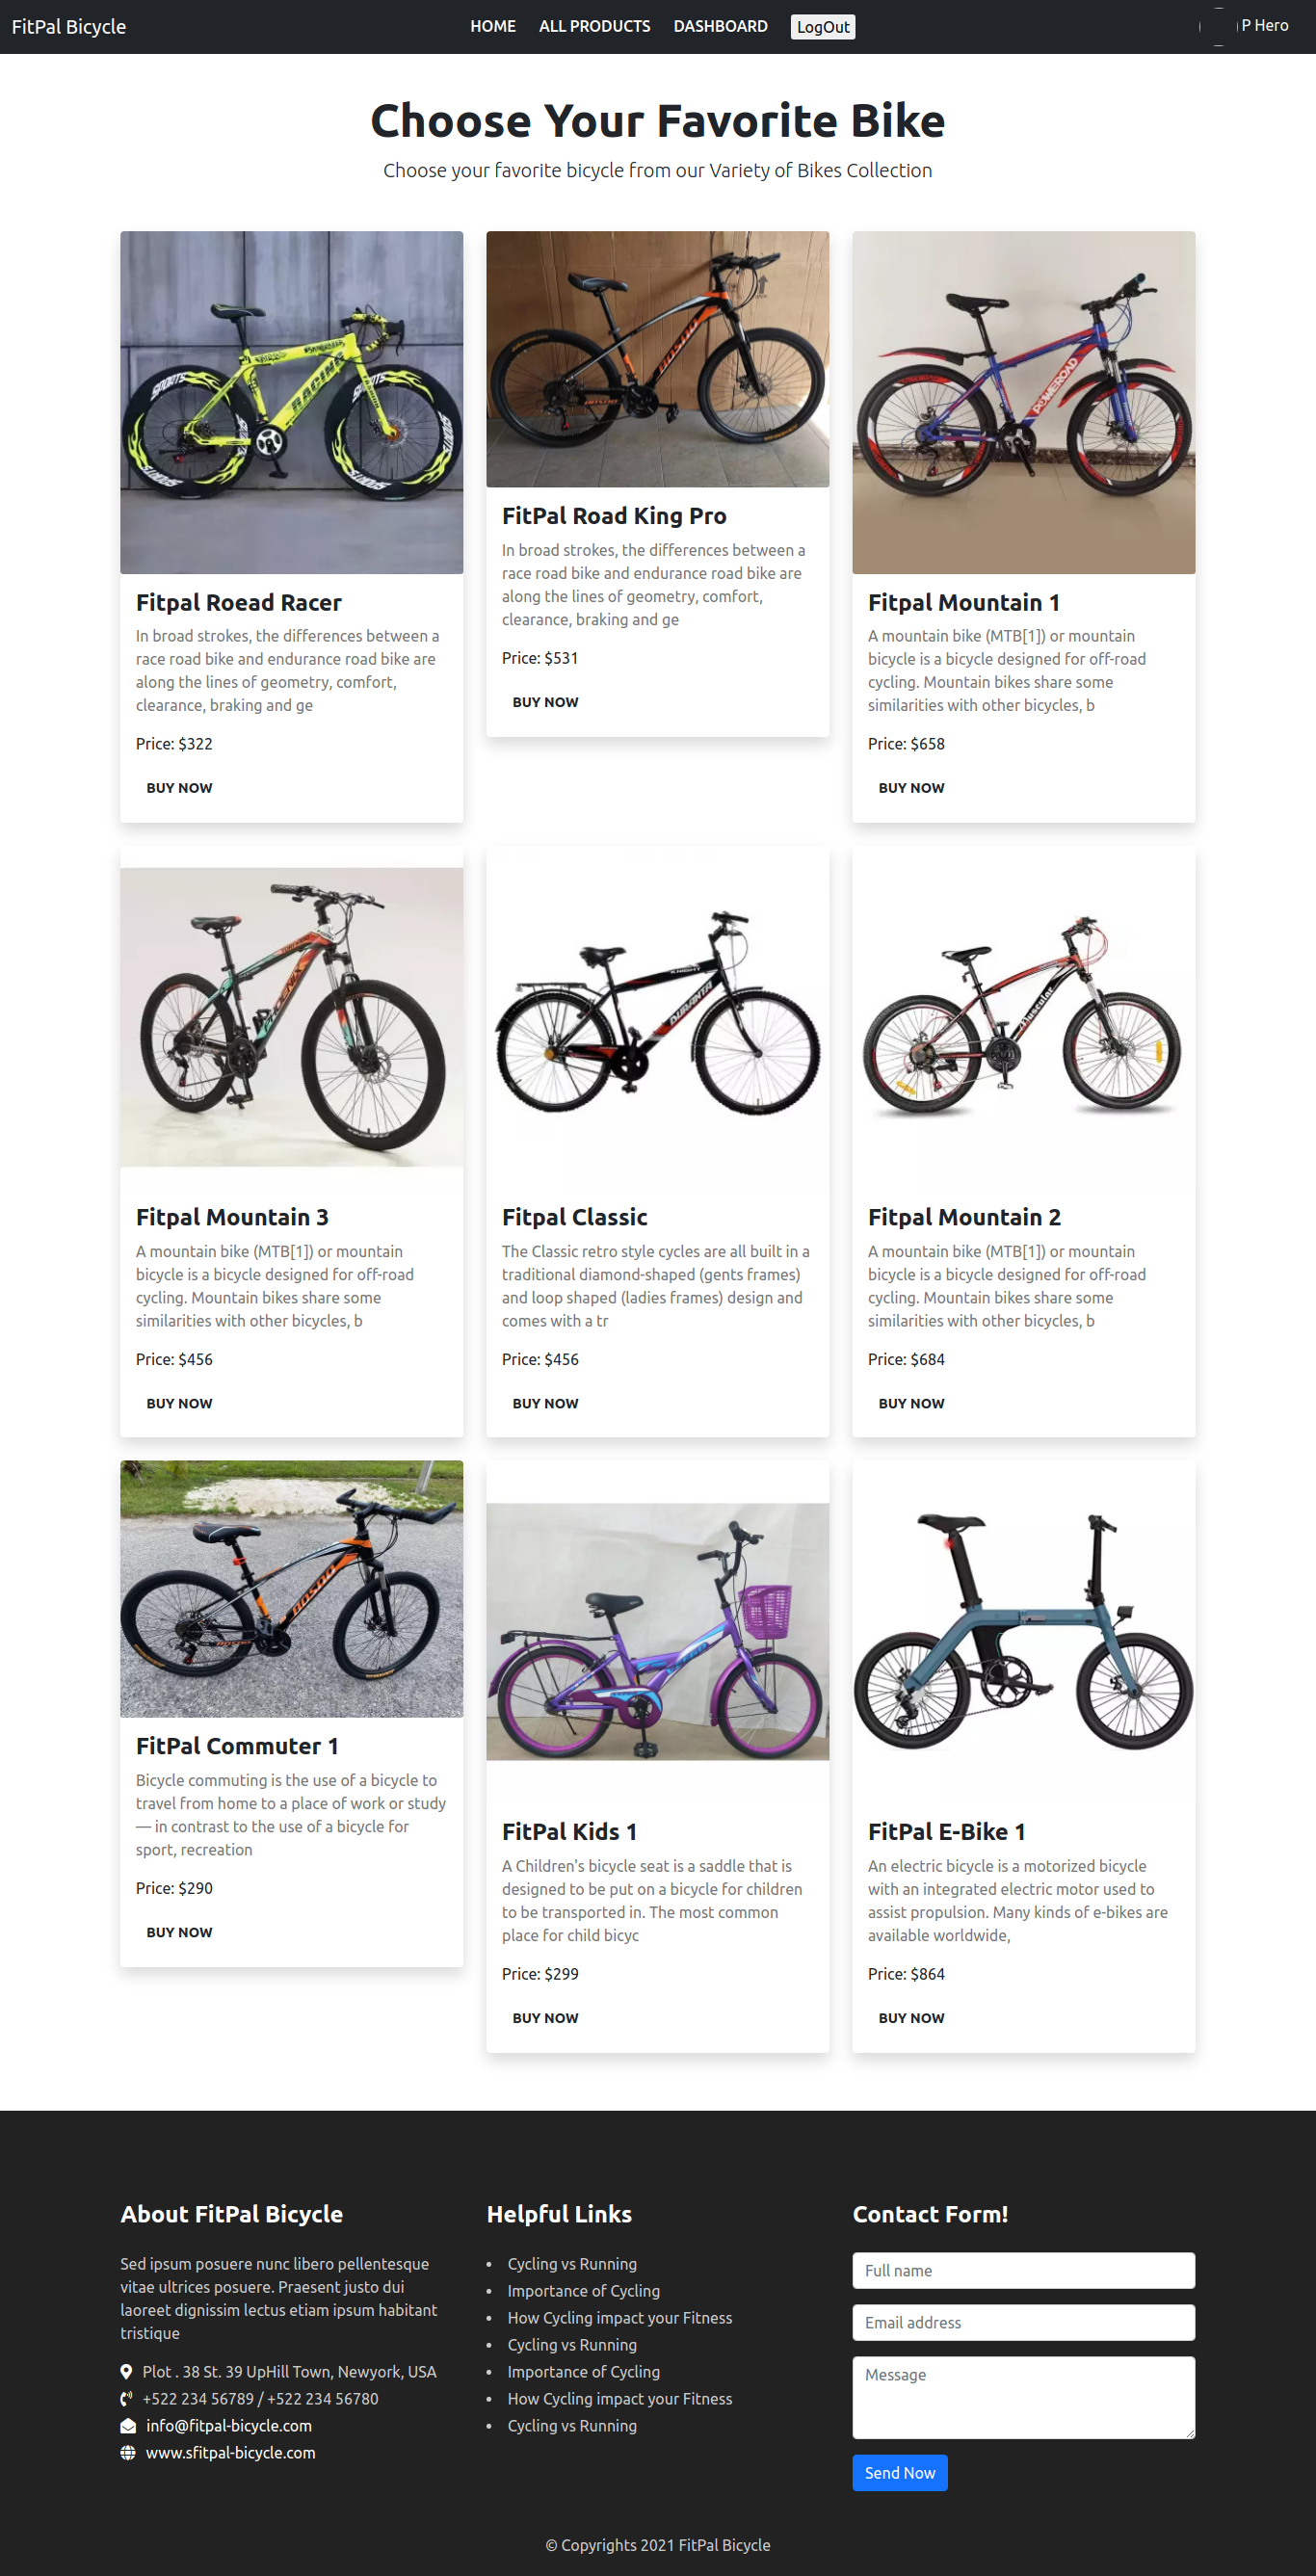 FitPal Bicycle
HOME
ALL PRODUCTS
DASHBOARD
LogOut
P Hero
Choose Your Favorite Bike
Choose your favorite bicycle from our Variety of Bikes Collection
SPORTS
SPORTS
Fitpal Roead Racer
In broad strokes, the differences between a
race road bike and endurance road bike are
along the lines of geometry, comfort,
clearance, braking and ge
Price: $322
BUY NOW
FitPal Road King Pro
In broad strokes, the differences between a
race road bike and endurance road bike are
along the lines of geometry, comfort,
clearance, braking and ge
Price: $531
BUY NOW
POWEROAD
Fitpal Mountain 1
A mountain bike (MTB[1]) or mountain
bicycle is a bicycle designed for off-road
cycling. Mountain bikes share some
similarities with other bicycles, b
Price: $658
BUY NOW
PHOENIX
Fitpal Mountain 3
A mountain bike (MTB[1]) or mountain
bicycle is a bicycle designed for off-road
cycling. Mountain bikes share some
similarities with other bicycles, b
Price: $456
BUY NOW
KNIGHT
DURANTA
Fitpal Classic
The Classic retro style cycles are all built in a
traditional diamond-shaped (gents frames)
and loop shaped (ladies frames) design and
comes with a tr
Price: $456
BUY NOW
Muscular
Fitpal Mountain 2
A mountain bike (MTB[1]) or mountain
bicycle is a bicycle designed for off-road
cycling. Mountain bikes share some
similarities with other bicycles, b
Price: $684
BUY NOW
FitPal Commuter 1
Bicycle commuting is the use of a bicycle to
travel from home to a place of work or study
— in contrast to the use of a bicycle for
sport, recreation
Price: $290
BUY NOW
FitPal Kids 1
A Children's bicycle seat is a saddle that is
designed to be put on a bicycle for children
to be transported in. The most common
place for child bicyc
Price: $299
BUY NOW
FitPal E-Bike 1
An electric bicycle is a motorized bicycle
with an integrated electric motor used to
assist propulsion. Many kinds of e-bikes are
available worldwide,
Price: $864
BUY NOW
About FitPal Bicycle
Sed ipsum posuere nunc libero pellentesque
vitae ultrices posuere. Praesent justo dui
laoreet dignissim lectus etiam ipsum habitant
tristique
Plot . 38 St. 39 UpHill Town, Newyork, USA
+522 234 56789 / +522 234 56780
info@fitpal-bicycle.com
www.sfitpal-bicycle.com
Helpful Links
Cycling vs Running
Importance of Cycling
How Cycling impact your Fitness
Cycling vs Running
Importance of Cycling
How Cycling impact your Fitness
Cycling vs Running
Contact Form!
Full name
Email address
Message
Send Now
© Copyrights 2021 FitPal Bicycle